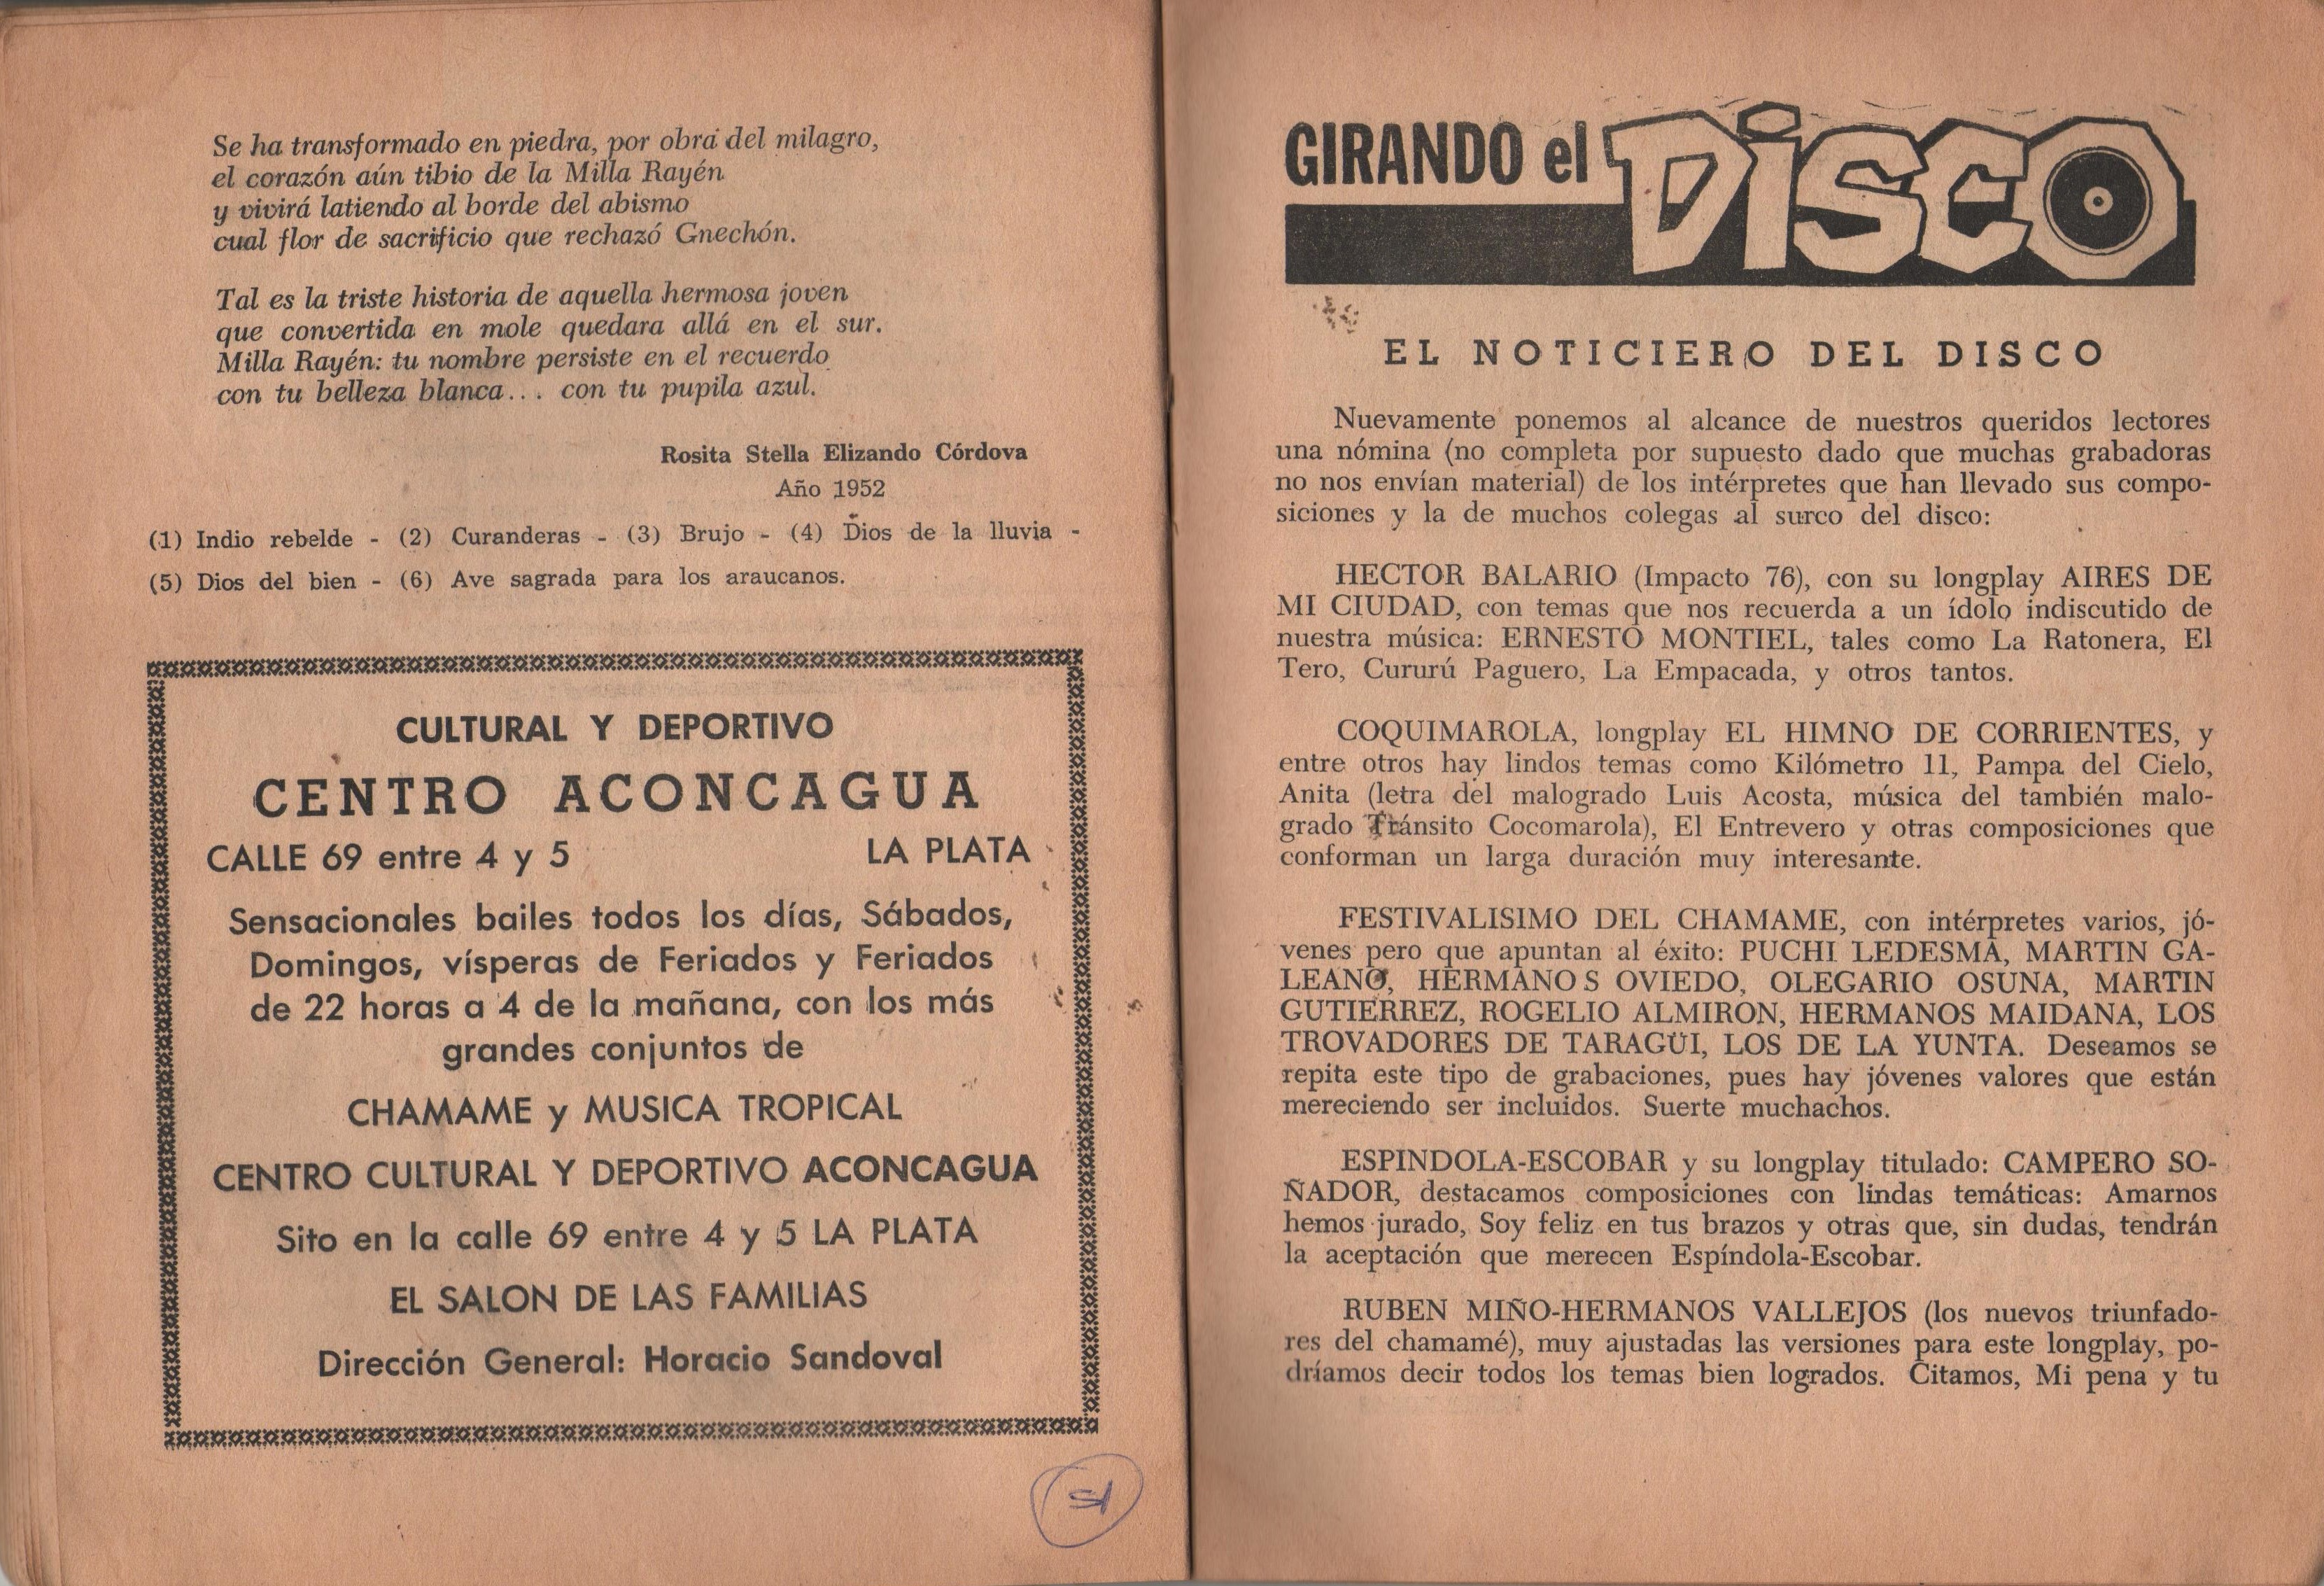 Se ha transformado en piedra, por obra del milagro,
el corazón aún tibio de la Milla Rayén
y vivirá latiendo al borde del abismo
cual flor de sacrificio que rechazó Gnechón.
Tal es la triste historia de aquella hermosa joven
que convertida en mole quedara allá en el sur.
Milla Rayén: tu nombre persiste en el recuerdo
con tu belleza blanca... con tu pupila azul.
Rosita Stella Elizando Córdova
Año 1952
(1) Indio rebelde - (2) Curanderas - (3) Brujo - (4) Dios de la lluvia -
(5) Dios del bien - (6) Ave sagrada para los araucanos.
CULTURAL Y DEPORTIVO
CENTRO ACONCAGUA
CALLE 69 entre 4 y 5 LA PLATA
Sensacionales bailes todos los días, Sábados,
Domingos, vísperas de Feriados y Feriados
de 22 horas a 4 de la mañana, con los más
grandes conjuntos de
CHAMAME y MUSICA TROPICAL
CENTRO CULTURAL Y DEPORTIVO ACONCAGUA
Sito en la calle 69 entre 4 y 5 LA PLATA
EL SALON DE LAS FAMILIAS
Dirección General: Horacio Sandoval
GIRANDO el DiSCO
EL NOTICIERO DEL DISCO
Nuevamente ponemos al alcance de nuestros queridos lectores
una nómina (no completa por supuesto dado que muchas grabadoras
no nos envían material) de los intérpretes que han llevado sus compo-
siciones y la de muchos colegas al surco del disco:
HECTOR BALARIO (Impacto 76), con su longplay AIRES DE
MI CIUDAD, con temas que nos recuerda a un ídolo indiscutido de
nuestra música: ERNESTO MONTIEL, tales como La Ratonera, El
Tero, Cururú Paguero, La Empacada, y otros tantos.
COQUIMAROLA, longplay EL HIMNO DE CORRIENTES, y
entre otros hay lindos temas como Kilómetro 11, Pampa del Cielo,
Anita (letra del malogrado Luis Acosta, música del también malo-
grado Tránsito Cocomarola), El Entrevero y otras composiciones que
conforman un larga duración muy interesante.
FESTIVALISIMO DEL CHAMAME, con intérpretes varios, jó-
venes pero que apuntan al éxito: PUCHI LEDESMA, MARTIN GA-
LEANO, HERMANOS OVIEDO, OLEGARIO OSUNA, MARTIN
GUTIERREZ, ROGELIO ALMIRON, HERMANOS MAIDANA, LOS
TROVADORES DE TARAGÜI, LOS DE LA YUNTA. Deseamos se
repita este tipo de grabaciones, pues hay jóvenes valores que están
mereciendo ser incluidos. Suerte muchachos.
ESPINDOLA-ESCOBAR y su longplay titulado: CAMPERO SO-
ÑADOR, destacamos composiciones con lindas temáticas: Amarnos
hemos jurado, Soy feliz en tus brazos y otras que, sin dudas, tendrán
la aceptación que merecen Espíndola-Escobar.
RUBEN MIÑO-HERMANOS VALLEJOS (los nuevos triunfado-
res del chamamé), muy ajustadas las versiones para este longplay, po-
dríamos decir todos los temas bien logrados. Citamos, Mi pena y tu